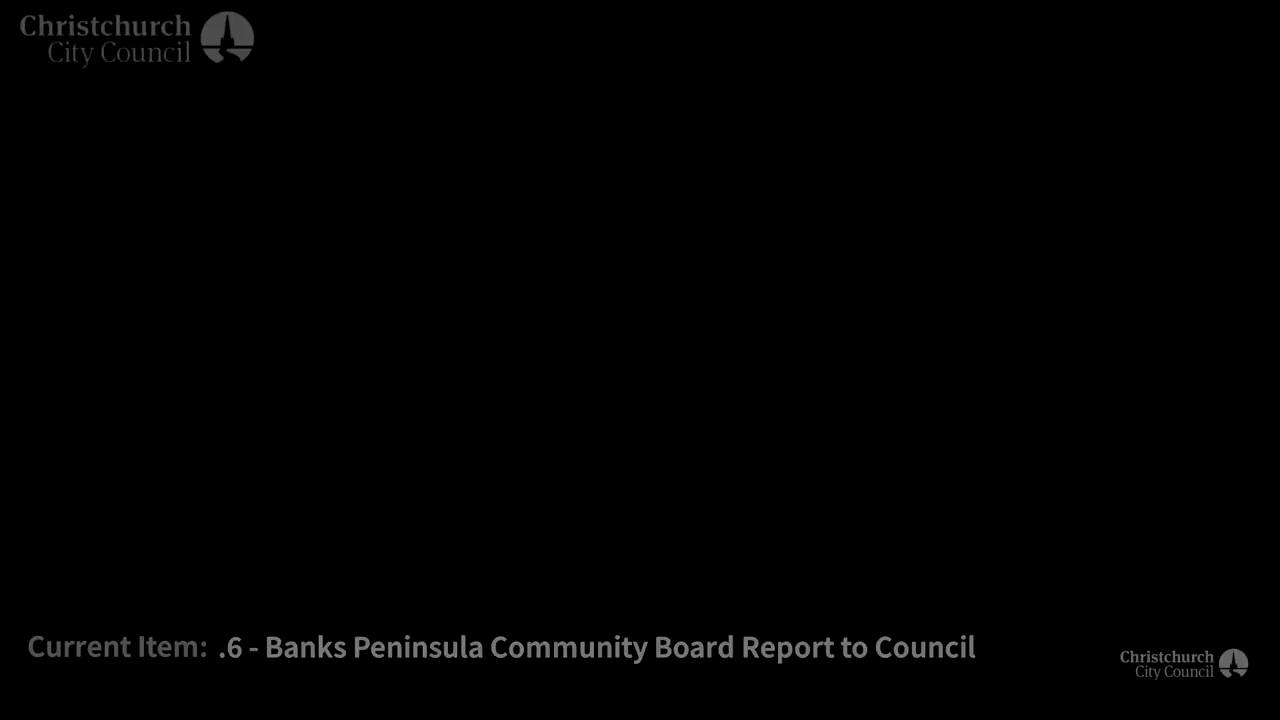 Christchurch
City Council
Current Item: .6 - Banks Peninsula Community Board Report to Council
Christchurch
City Council